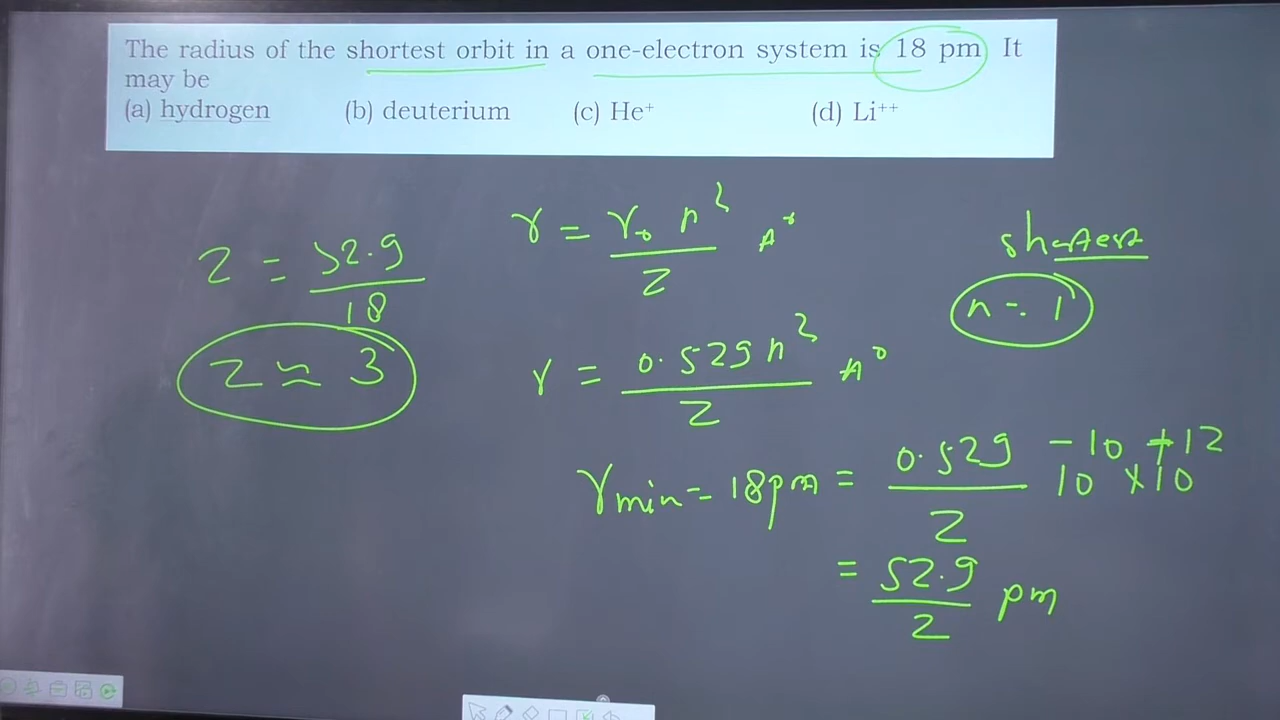 The radius of the shortest orbit in a one-electron system is 18 pm It
may be
(a) hydrogen (b) deuterium (c) He⁺ (d) Li⁺⁺
r = r₀ n² / Z A°
shortest
n = 1
r = 0.529 n² / Z A°
r min = 18 pm = 0.529 / Z 10⁻¹⁰ × 10⁺¹²
= 52.9 / Z pm
Z = 52.9 / 18
Z ≃ 3